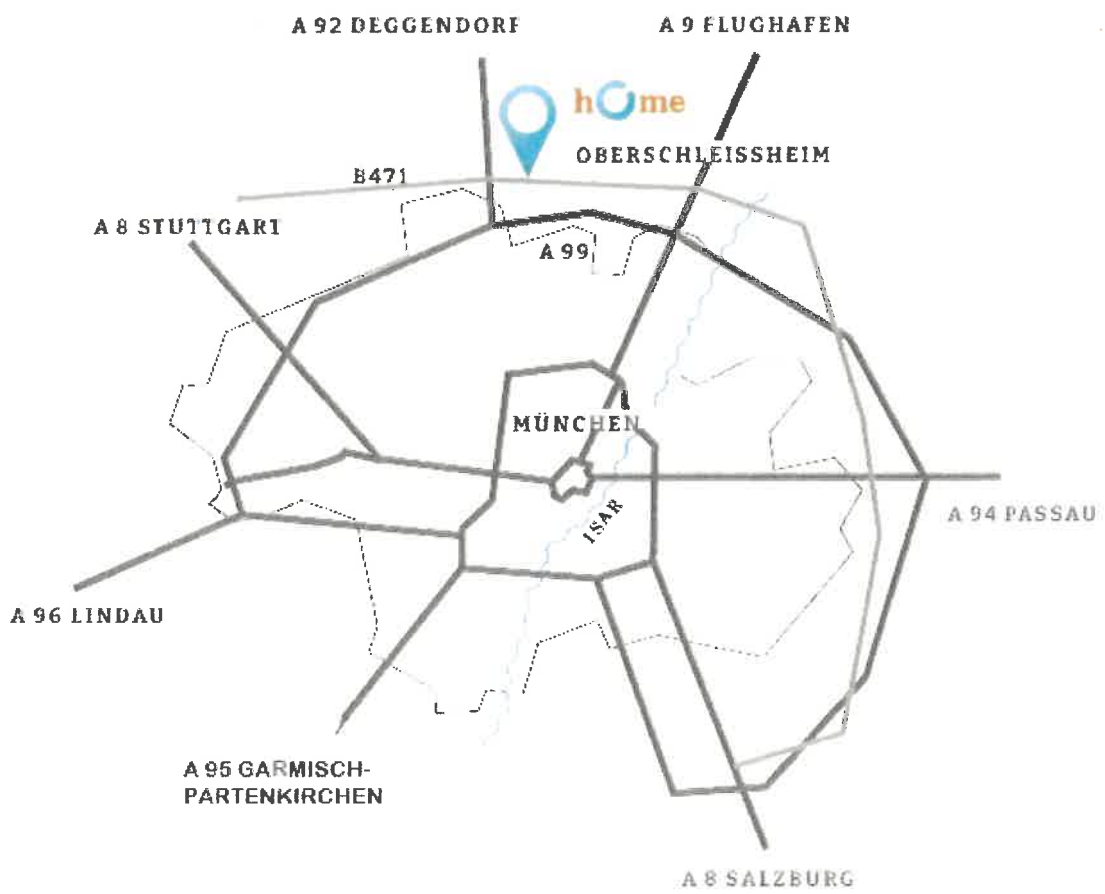 A 92 DEGGENDORF
A 9 FLUGHAFEN
home
OBERSCHLEISSHEIM
B471
A 8 STUTTGART
A 99
MÜNCHEN
ISAR
A 94 PASSAU
A 96 LINDAU
A 95 GARMISCH-
PARTENKIRCHEN
A 8 SALZBURG